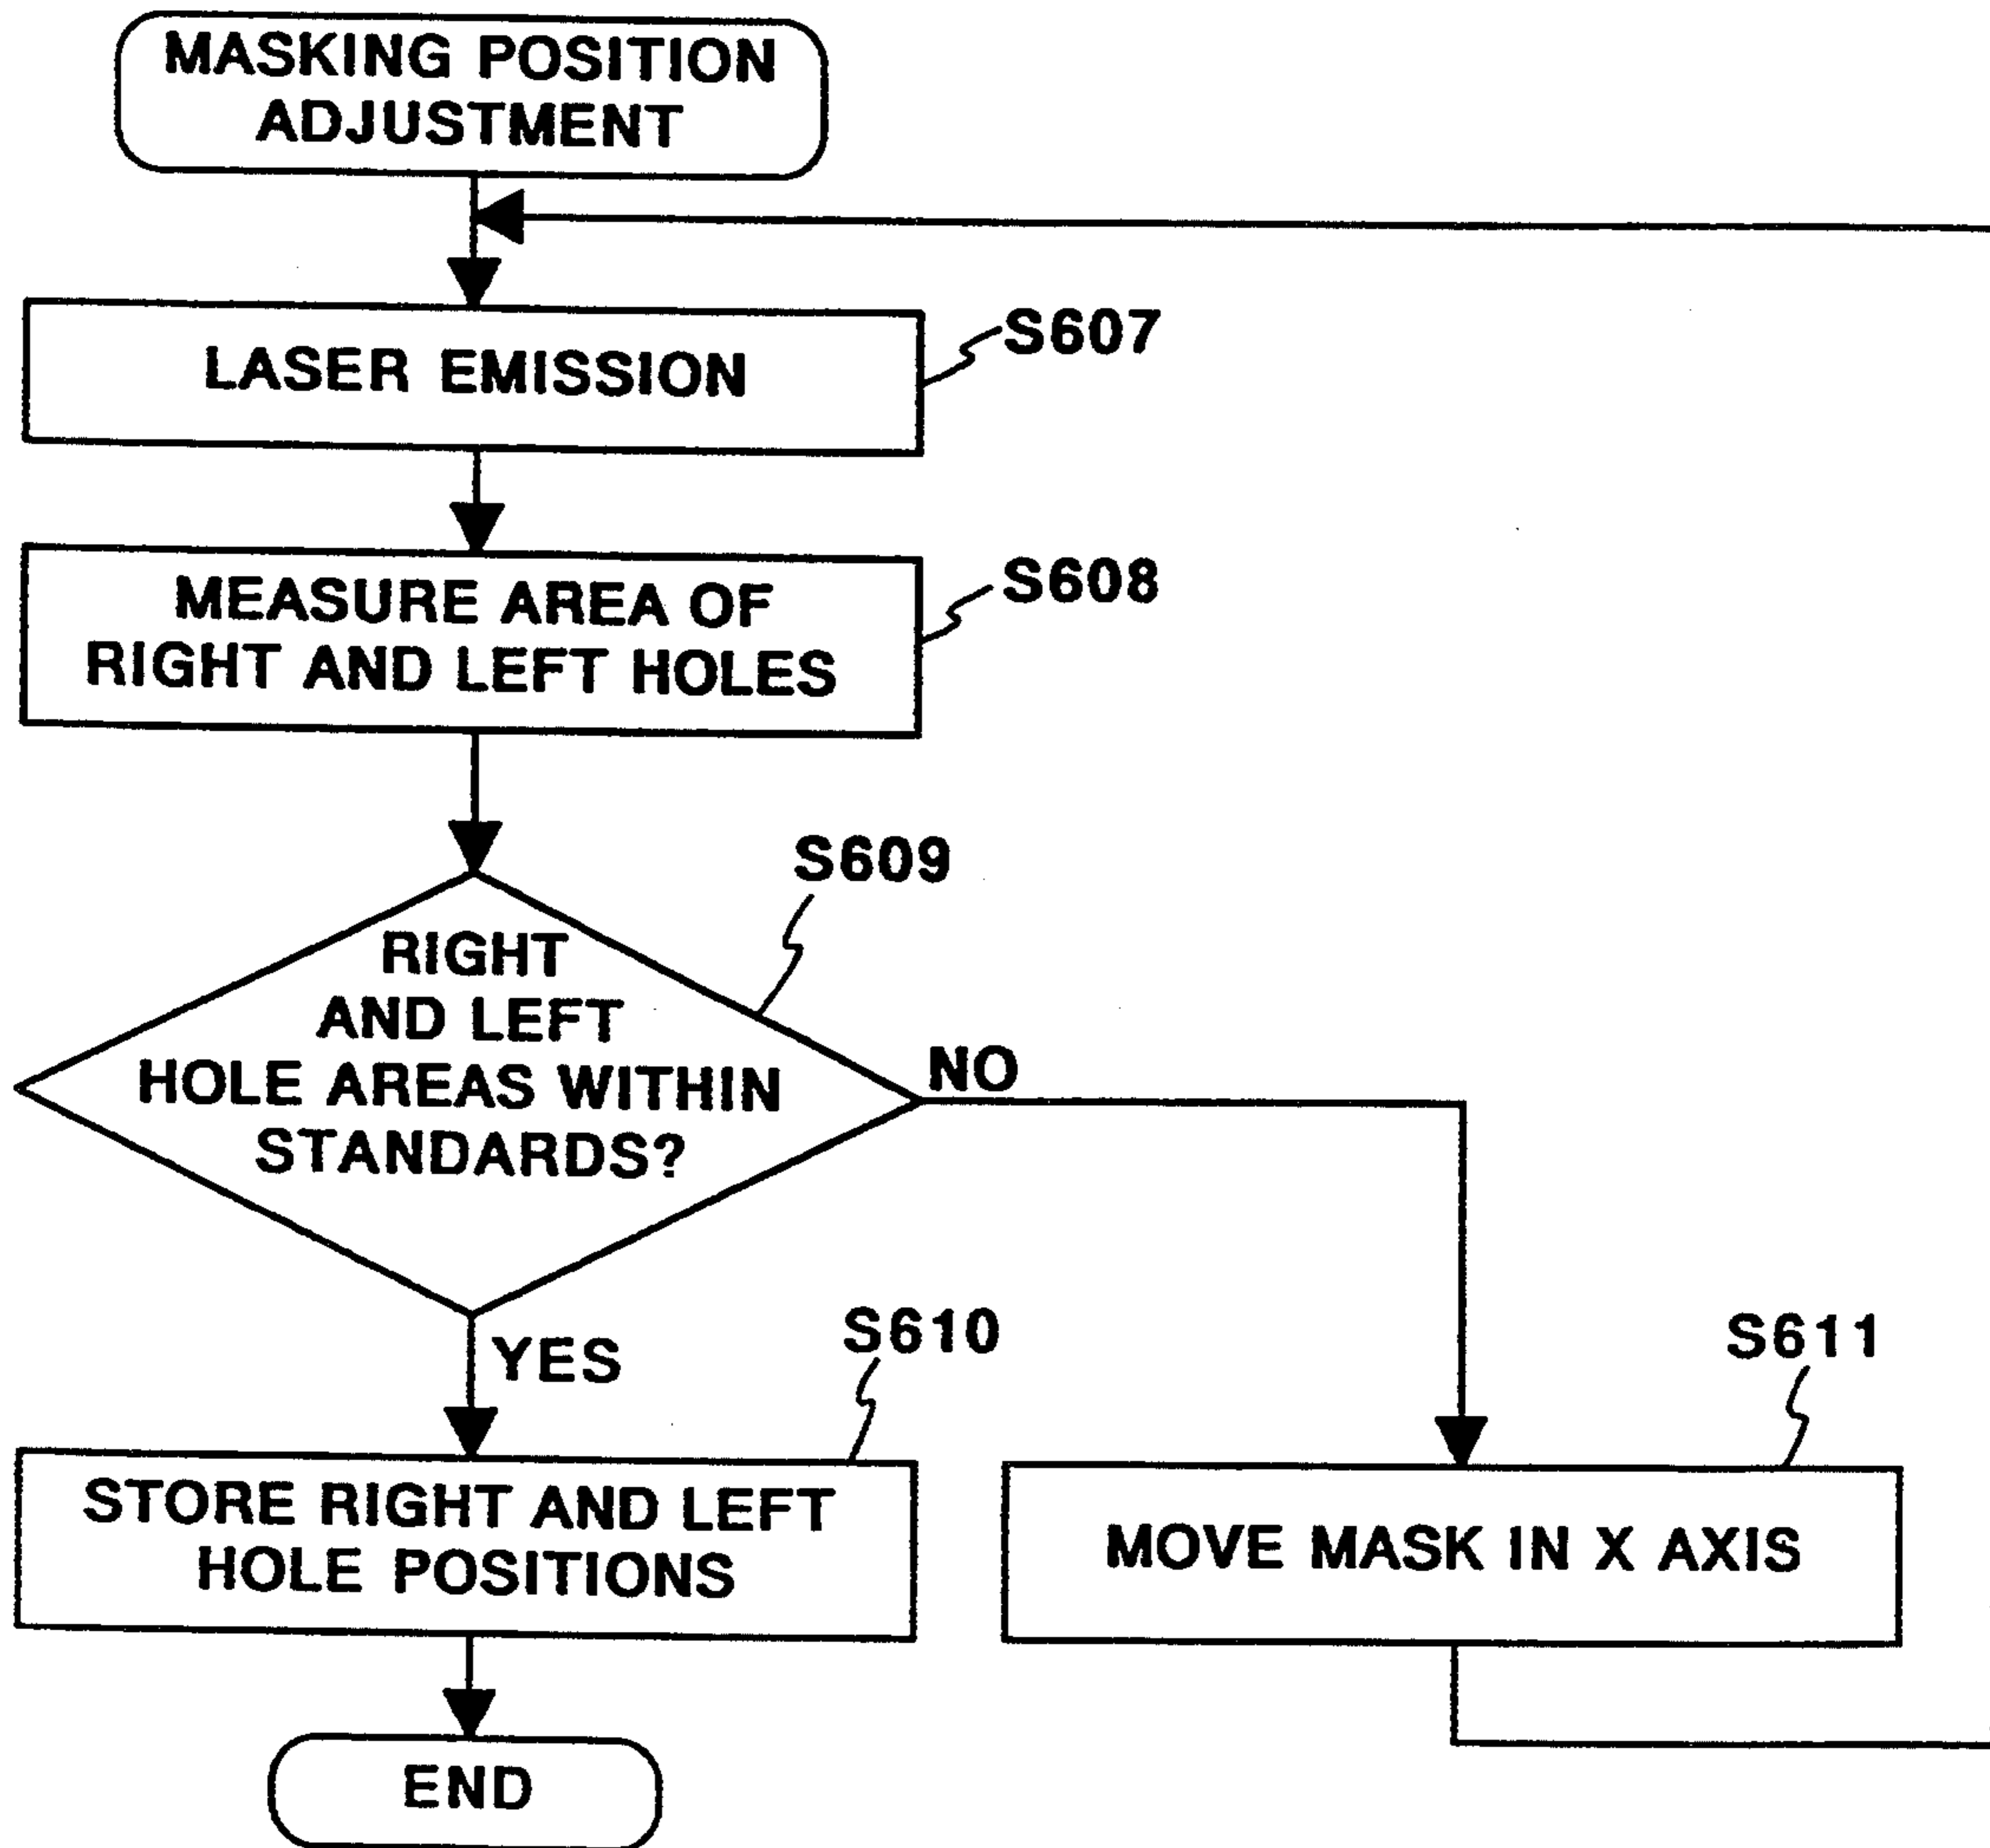 MASKING POSITION
ADJUSTMENT
LASER EMISSION
S607
MEASURE AREA OF
RIGHT AND LEFT HOLES
S608
S609
RIGHT
AND LEFT
HOLE AREAS WITHIN
STANDARDS?
NO
YES
S610
STORE RIGHT AND LEFT
HOLE POSITIONS
S611
MOVE MASK IN X AXIS
END